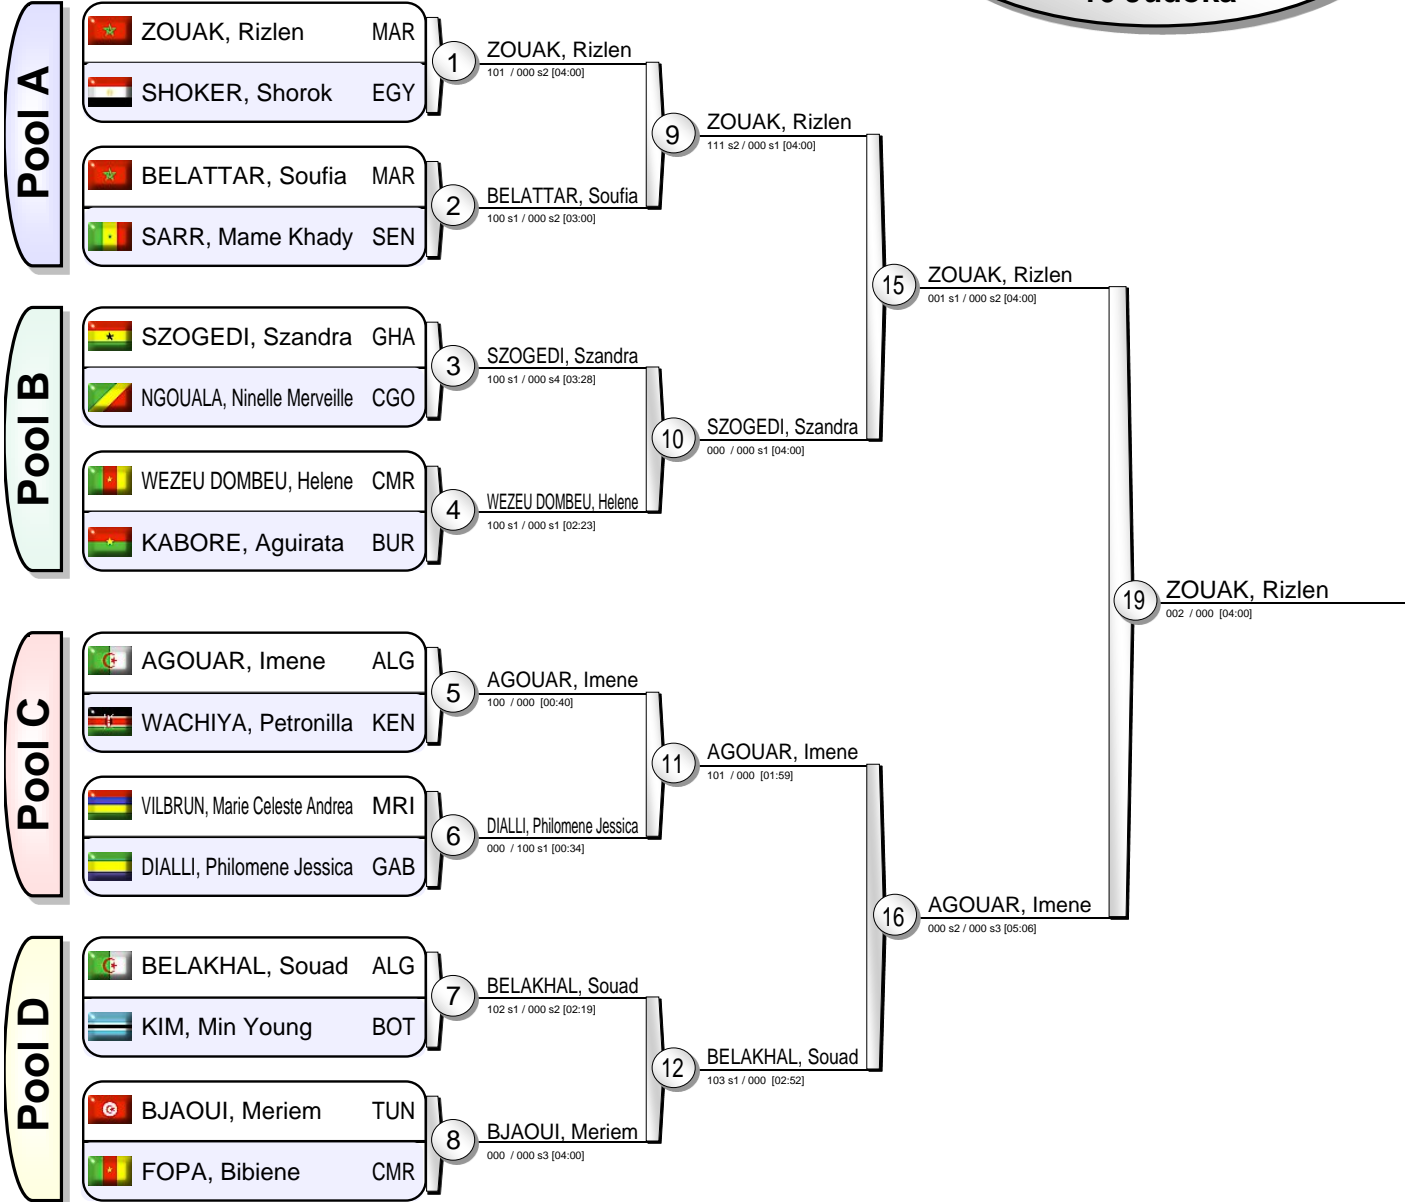 16 Judoka
Pool A
ZOUAK, Rizlen MAR
SHOKER, Shorok EGY
BELATTAR, Soufia MAR
SARR, Mame Khady SEN
1
ZOUAK, Rizlen
101 / 000 s2 [04:00]
2
BELATTAR, Soufia
100 s1 / 000 s2 [03:00]
9
ZOUAK, Rizlen
111 s2 / 000 s1 [04:00]
Pool B
SZOGEDI, Szandra GHA
NGOUALA, Ninelle Merveille CGO
WEZEU DOMBEU, Helene CMR
KABORE, Aguirata BUR
3
SZOGEDI, Szandra
100 s1 / 000 s4 [03:28]
4
WEZEU DOMBEU, Helene
100 s1 / 000 s1 [02:23]
10
SZOGEDI, Szandra
000 / 000 s1 [04:00]
15
ZOUAK, Rizlen
001 s1 / 000 s2 [04:00]
Pool C
AGOUAR, Imene ALG
WACHIYA, Petronilla KEN
VILBRUN, Marie Celeste Andrea MRI
DIALLI, Philomene Jessica GAB
5
AGOUAR, Imene
100 / 000 [00:40]
6
DIALLI, Philomene Jessica
000 / 100 s1 [00:34]
11
AGOUAR, Imene
101 / 000 [01:59]
Pool D
BELAKHAL, Souad ALG
KIM, Min Young BOT
BJAOUI, Meriem TUN
FOPA, Bibiene CMR
7
BELAKHAL, Souad
102 s1 / 000 s2 [02:19]
8
BJAOUI, Meriem
000 / 000 s3 [04:00]
12
BELAKHAL, Souad
103 s1 / 000 [02:52]
16
AGOUAR, Imene
000 s2 / 000 s3 [05:06]
19
ZOUAK, Rizlen
002 / 000 [04:00]